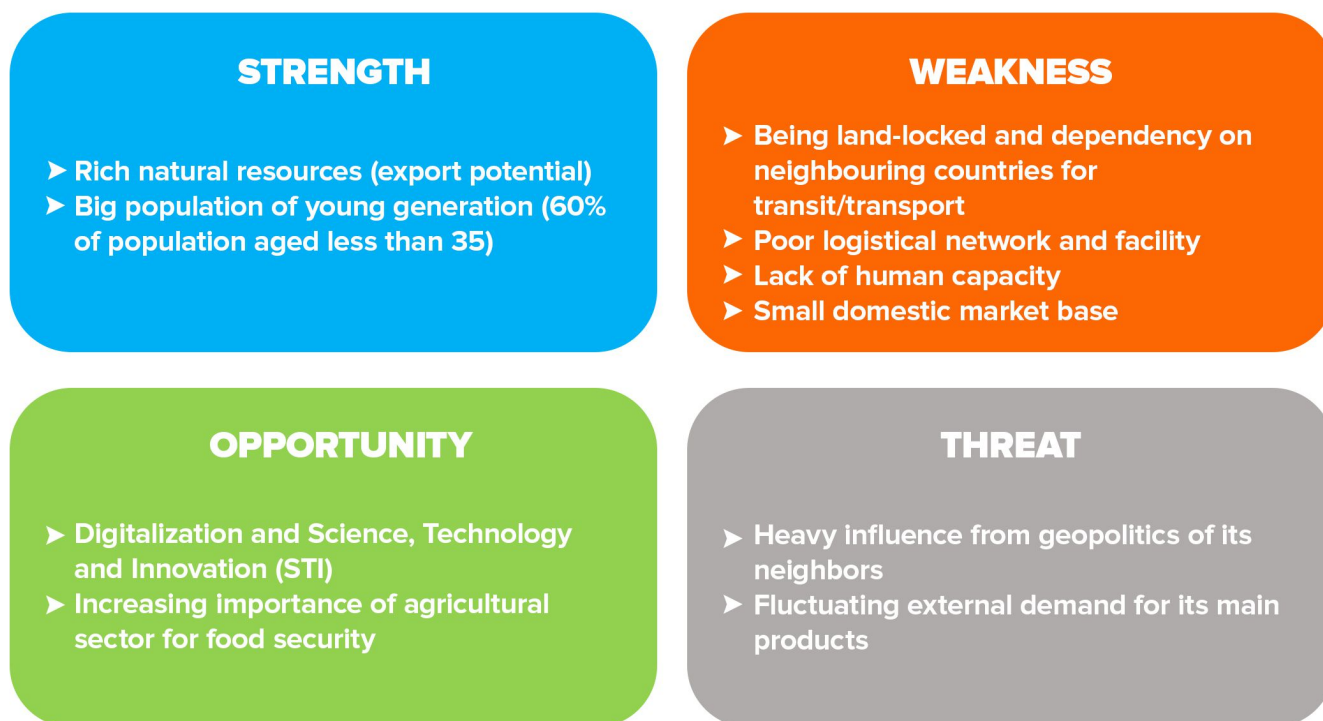 STRENGTH
➤ Rich natural resources (export potential)
➤ Big population of young generation (60%
of population aged less than 35)
WEAKNESS
➤ Being land-locked and dependency on
neighbouring countries for
transit/transport
➤ Poor logistical network and facility
➤ Lack of human capacity
➤ Small domestic market base
OPPORTUNITY
➤ Digitalization and Science, Technology
and Innovation (STI)
➤ Increasing importance of agricultural
sector for food security
THREAT
➤ Heavy influence from geopolitics of its
neighbors
➤ Fluctuating external demand for its main
products